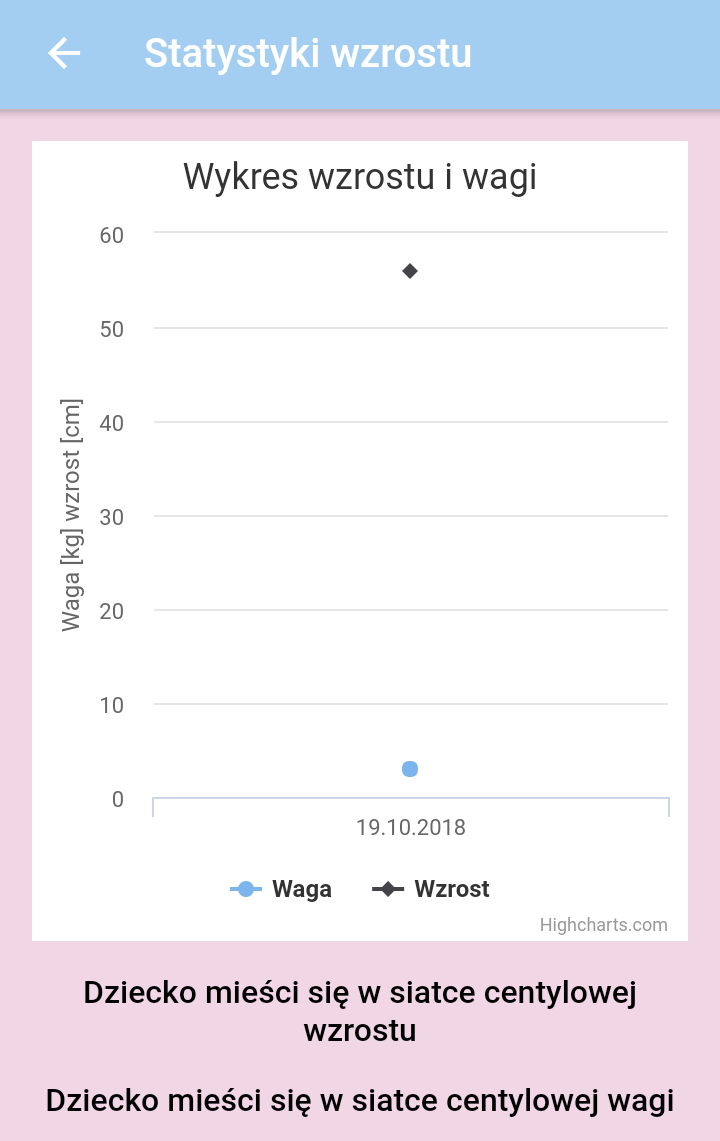 Statystyki wzrostu
Wykres wzrostu i wagi
60
50
40
30
20
10
0
Waga [kg] wzrost [cm]
19.10.2018
Waga
Wzrost
Highcharts.com
Dziecko mieści się w siatce centylowej
wzrostu
Dziecko mieści się w siatce centylowej wagi